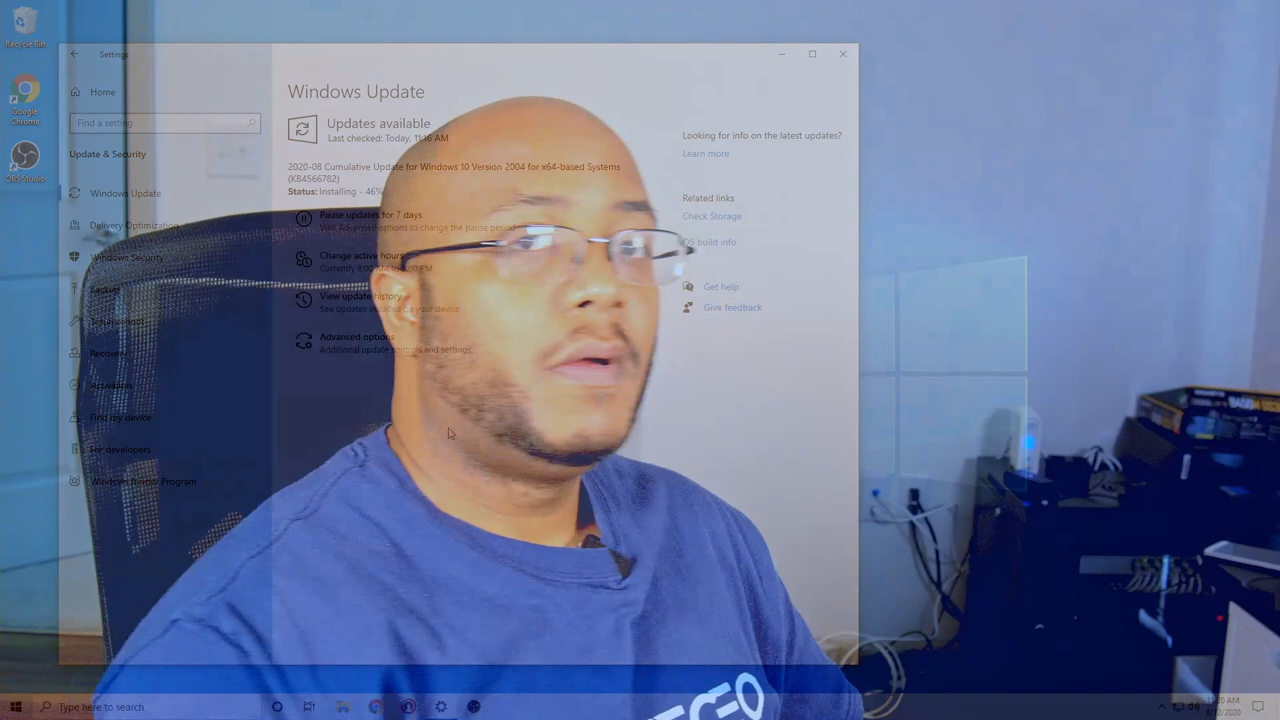 Recycle Bin
Google
Chrome
OBS Studio
Settings
Home
Find a setting
Update & Security
Windows Update
Delivery Optimization
Windows Security
Backup
Troubleshoot
Recovery
Activation
Find my device
For developers
Windows Insider Program
Windows Update
Updates available
Last checked: Today, 11:16 AM
2020-08 Cumulative Update for Windows 10 Version 2004 for x64-based Systems
(KB4566782)
Status: Installing - 46%
Pause updates for 7 days
Visit Advanced options to change the pause period
Change active hours
Currently 8:00 AM to 5:00 PM
View update history
See updates installed on your device
Advanced options
Additional update controls and settings
Looking for info on the latest updates?
Learn more
Related links
Check Storage
OS build info
Get help
Give feedback
Type here to search
11:20 AM
8/12/2020